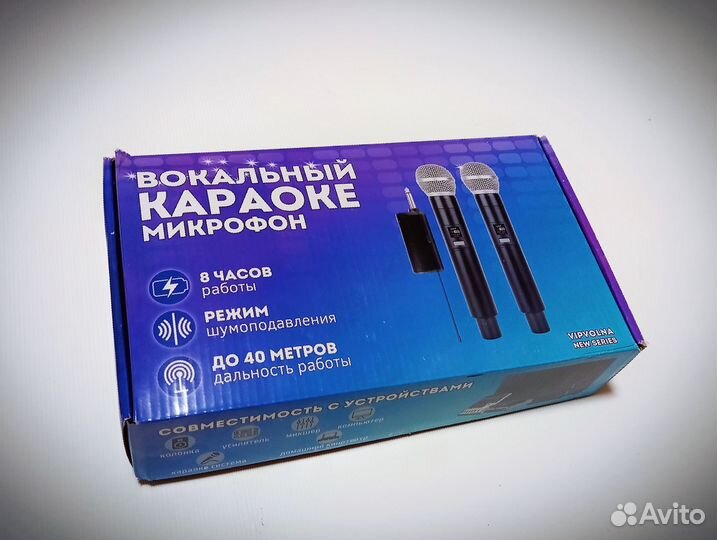 ВОКАЛЬНЫЙ
КАРАОКЕ
МИКРОФОН
8 ЧАСОВ
работы
РЕЖИМ
шумоподавления
ДО 40 МЕТРОВ
дальность работы
VIPVOLNA
NEW SERIES
СОВМЕСТИМОСТЬ С УСТРОЙСТВАМИ
колонка
усилитель
микшер
компьютер
караоке система
домашний кинотеатр
Avito